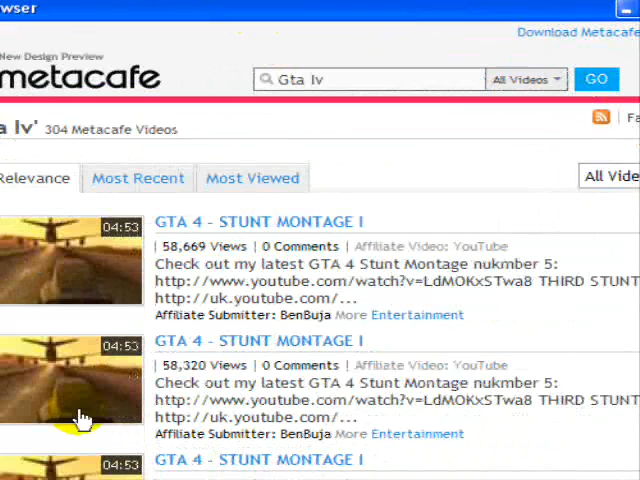 wser
Download Metacafe
New Design Preview
metacafe
Gta Iv All Videos GO
a Iv' 304 Metacafe Videos Fa
Relevance Most Recent Most Viewed All Vide
04:53 GTA 4 - STUNT MONTAGE I
| 58,669 Views | 0 Comments | Affiliate Video: YouTube
Check out my latest GTA 4 Stunt Montage nukmber 5:
http://www.youtube.com/watch?v=LdMOKxSTwa8 THIRD STUNT
http://uk.youtube.com/...
Affiliate Submitter: BenBuja More Entertainment
04:53 GTA 4 - STUNT MONTAGE I
| 58,320 Views | 0 Comments | Affiliate Video: YouTube
Check out my latest GTA 4 Stunt Montage nukmber 5:
http://www.youtube.com/watch?v=LdMOKxSTwa8 THIRD STUNT
http://uk.youtube.com/...
Affiliate Submitter: BenBuja More Entertainment
04:53 GTA 4 - STUNT MONTAGE I